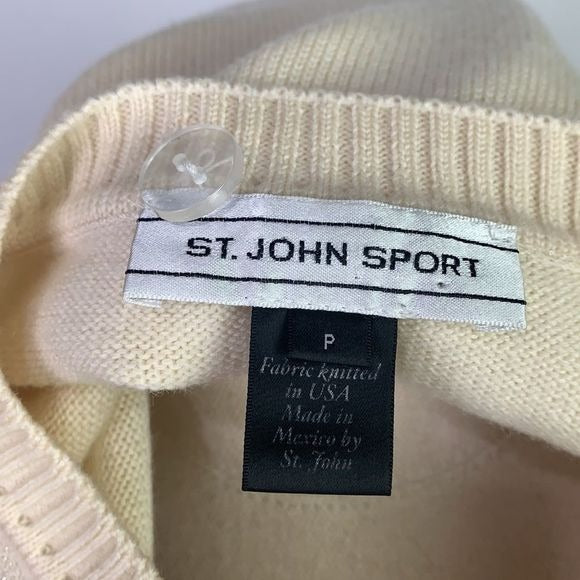 ST. JOHN SPORT
P
Fabric knitted
in USA
Made in
Mexico by
St. John